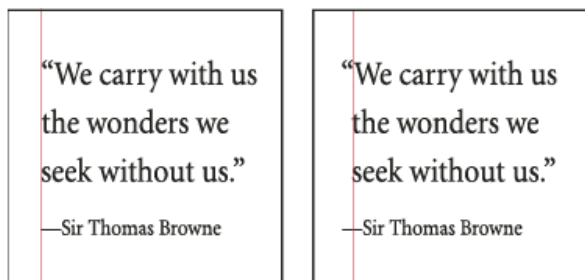 “We carry with us
the wonders we
seek without us.”
—Sir Thomas Browne
“We carry with us
the wonders we
seek without us.”
—Sir Thomas Browne